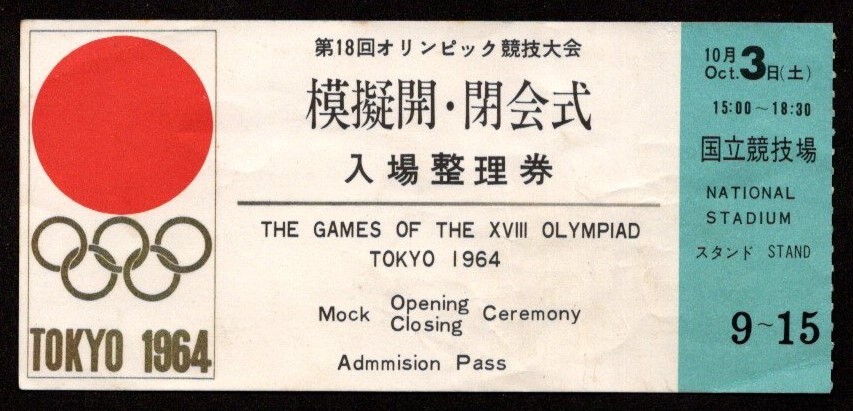 TOKYO 1964
第18回オリンピック競技大会
模擬開・閉会式
入場整理券
THE GAMES OF THE XVIII OLYMPIAD
TOKYO 1964
Mock Opening Closing Ceremony
Admmision Pass
10月
Oct. 3日(土)
15:00〜18:30
国立競技場
NATIONAL
STADIUM
スタンド STAND
9~15